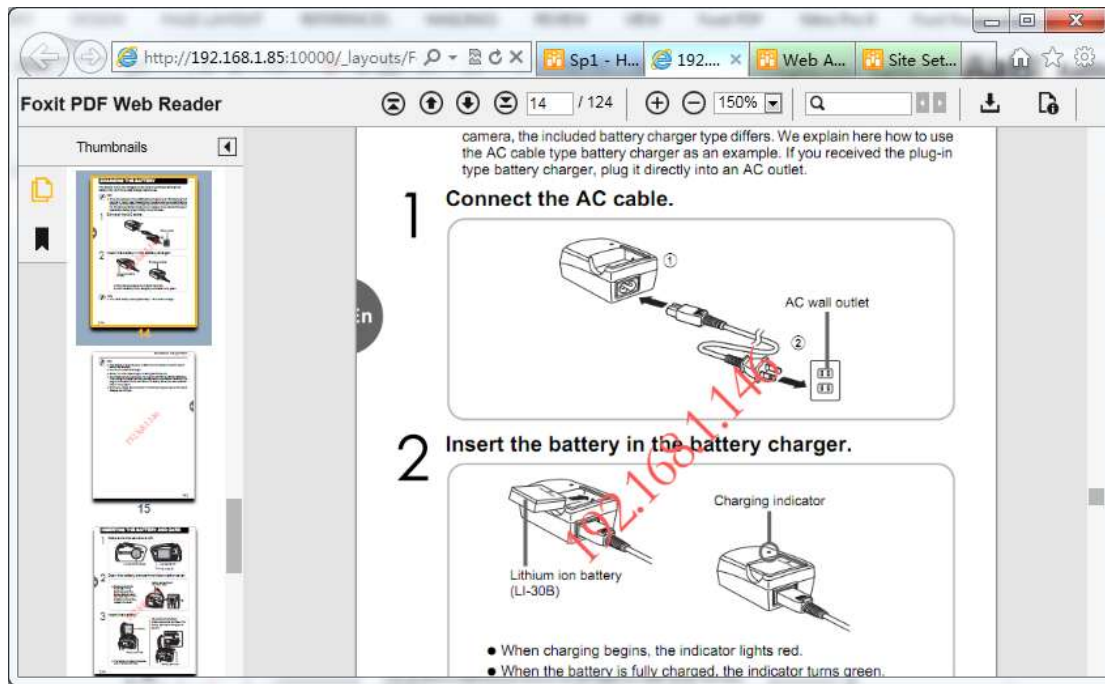 http://192.168.1.85:10000/_layouts/F
Sp1 - H...
192....
Web A...
Site Set...
Foxit PDF Web Reader
14 / 124
150%
Thumbnails
14
15
camera, the included battery charger type differs. We explain here how to use
the AC cable type battery charger as an example. If you received the plug-in
type battery charger, plug it directly into an AC outlet.
1 Connect the AC cable.
1
AC wall outlet
2
En
2 Insert the battery in the battery charger.
Charging indicator
Lithium ion battery
(LI-30B)
192.168.1.146
● When charging begins, the indicator lights red.
● When the battery is fully charged, the indicator turns green.